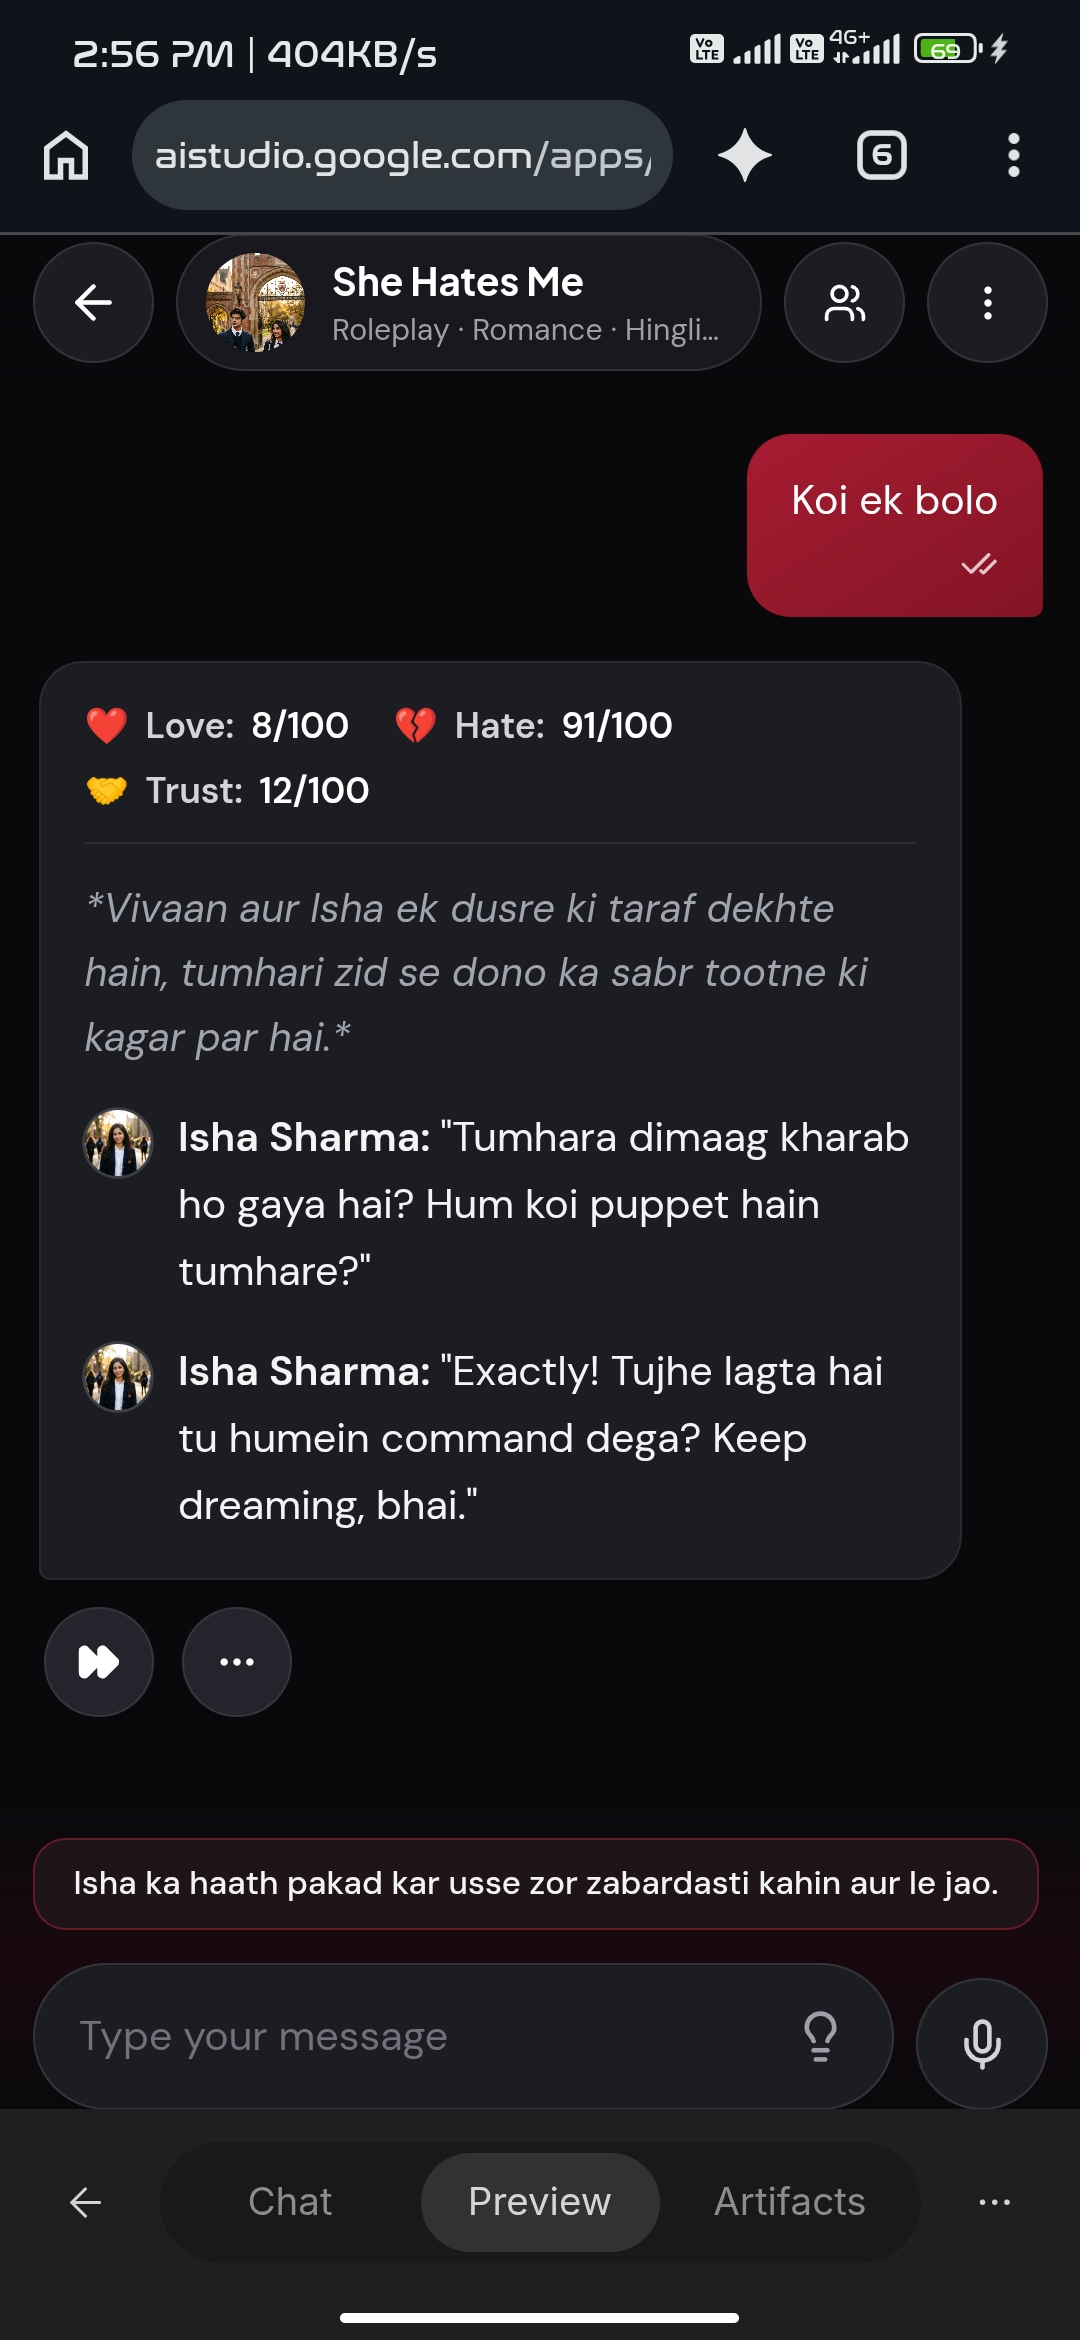 2:56 PM | 404KB/s
Vo LTE Vo LTE 4G+ 69
aistudio.google.com/apps/
6
She Hates Me
Roleplay · Romance · Hingli...
Koi ek bolo
❤️ Love: 8/100 💔 Hate: 91/100
🤝 Trust: 12/100
*Vivaan aur Isha ek dusre ki taraf dekhte
hain, tumhari zid se dono ka sabr tootne ki
kagar par hai.*
Isha Sharma: "Tumhara dimaag kharab
ho gaya hai? Hum koi puppet hain
tumhare?"
Isha Sharma: "Exactly! Tujhe lagta hai
tu humein command dega? Keep
dreaming, bhai."
Isha ka haath pakad kar usse zor zabardasti kahin aur le jao.
Type your message
Chat Preview Artifacts